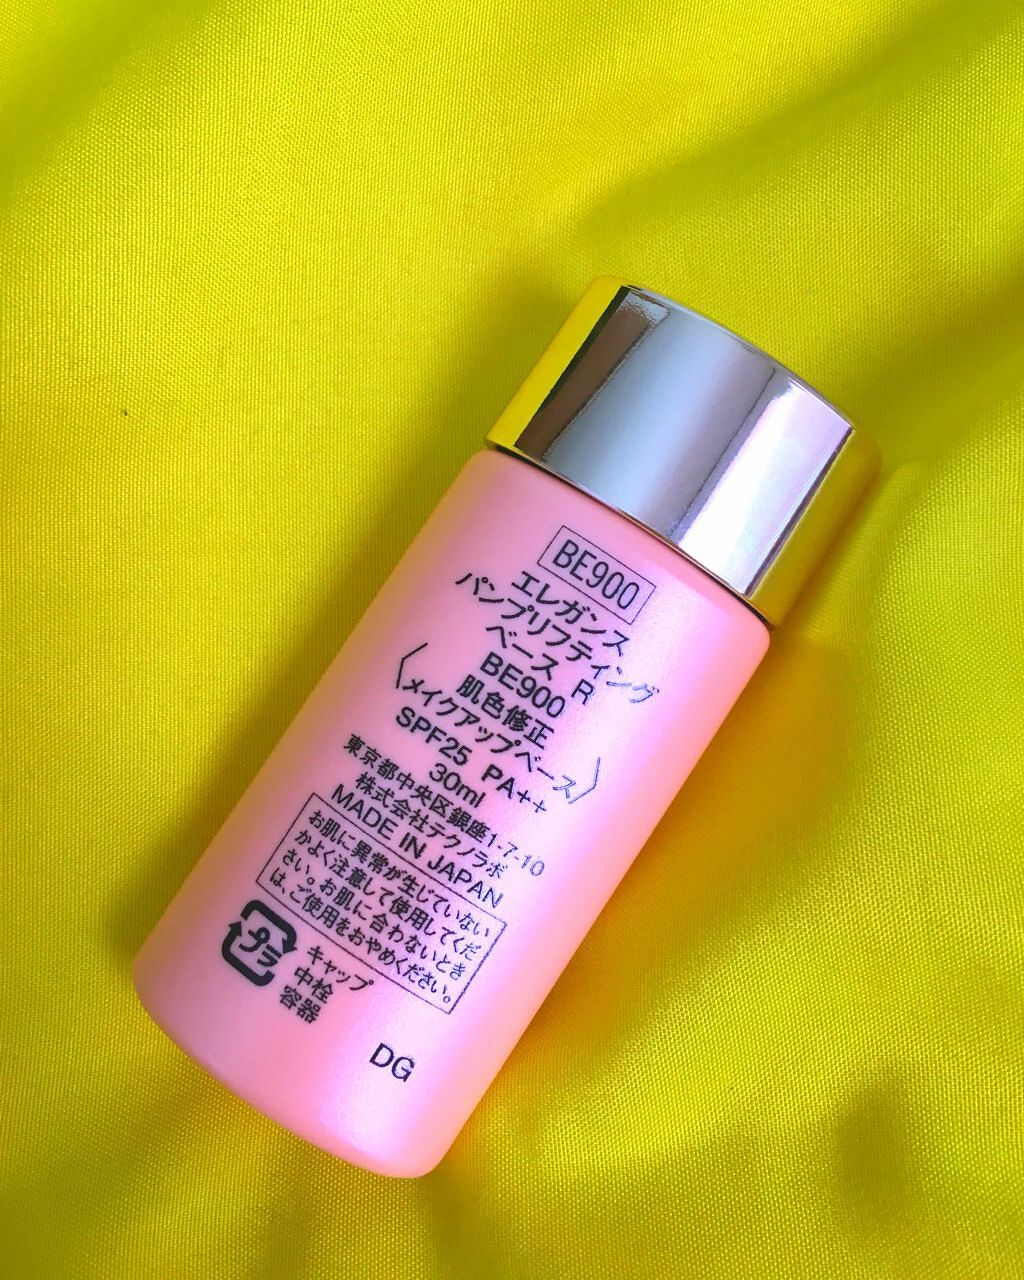 BE900
エレガンス
パンプリフティング
ベース R
BE900
肌色修正
〈メイクアップベース〉
SPF25 PA++
30ml
東京都中央区銀座1-7-10
株式会社テクノラボ
MADE IN JAPAN
お肌に異常が生じていない
かよく注意して使用してくだ
さい。お肌に合わないとき
は、ご使用をおやめください。
プラ
キャップ
中栓
容器
DG